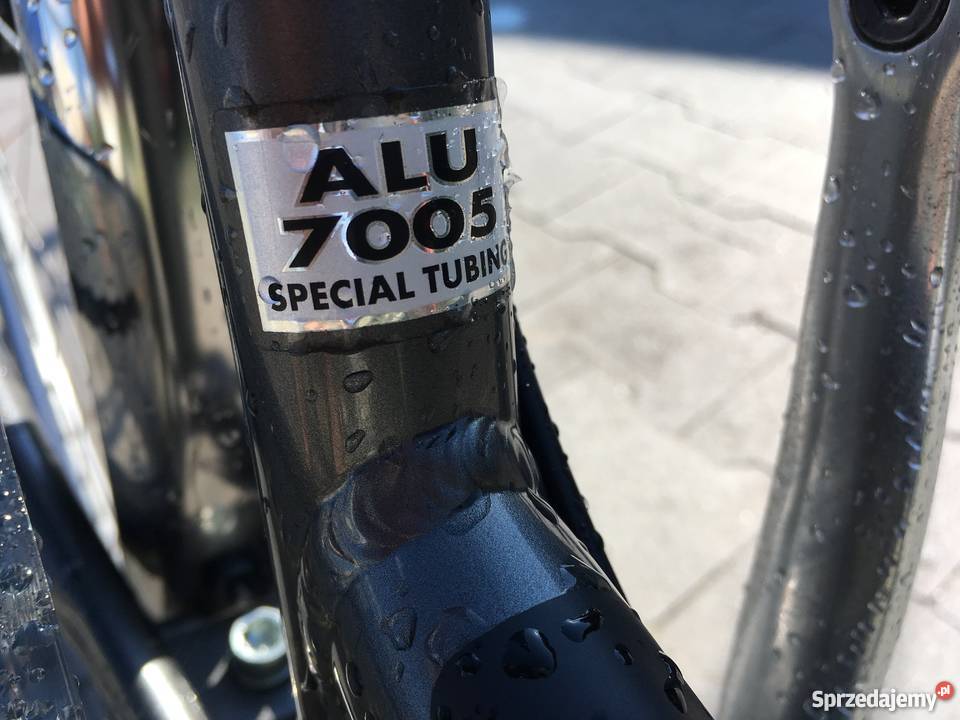 ALU
7005
SPECIAL TUBING
Sprzedajemy.pl